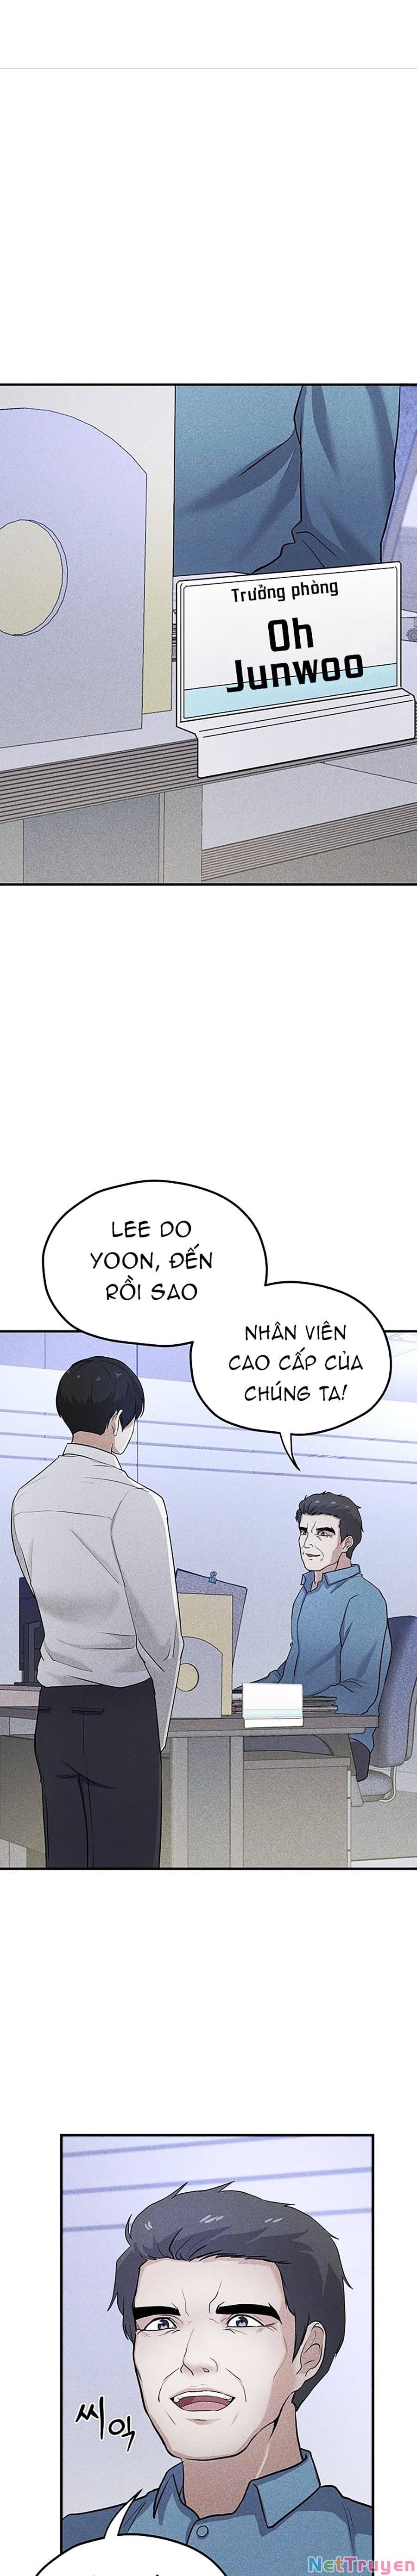 Trưởng phòng
Oh
Junwoo
LEE DO
YOON, ĐẾN
RỒI SAO
NHÂN VIÊN
CAO CẤP CỦA
CHÚNG TA!
씨익
NetTruyen